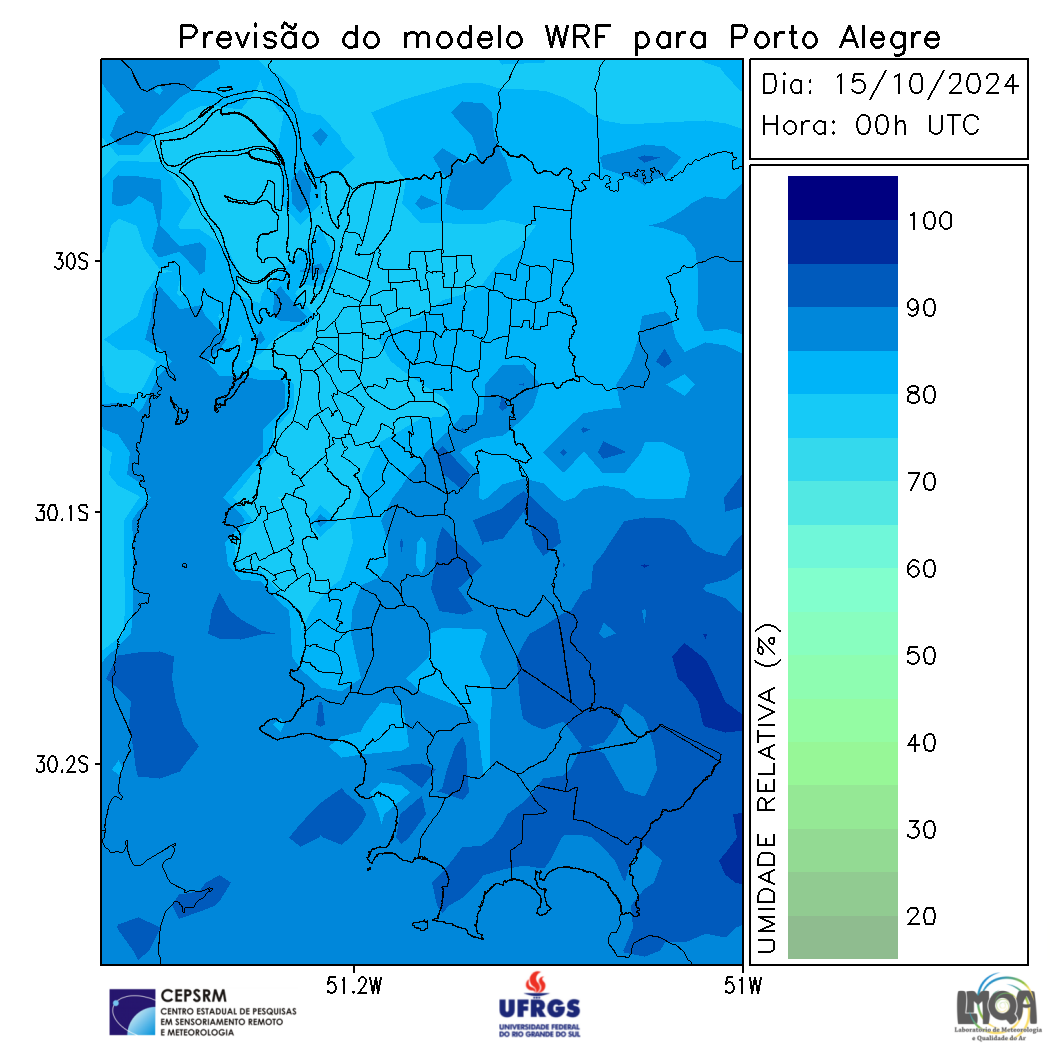 Previsão do modelo WRF para Porto Alegre
Dia: 15/10/2024
Hora: 00h UTC
30S
30.1S
30.2S
51.2W
51W
100
90
80
70
60
50
40
30
20
UMIDADE RELATIVA (%)
CEPSRM
CENTRO ESTADUAL DE PESQUISAS
EM SENSORIAMENTO REMOTO
E METEOROLOGIA
UFRGS
UNIVERSIDADE FEDERAL
DO RIO GRANDE DO SUL
LMQA
Laboratório de Meteorologia
e Qualidade do Ar